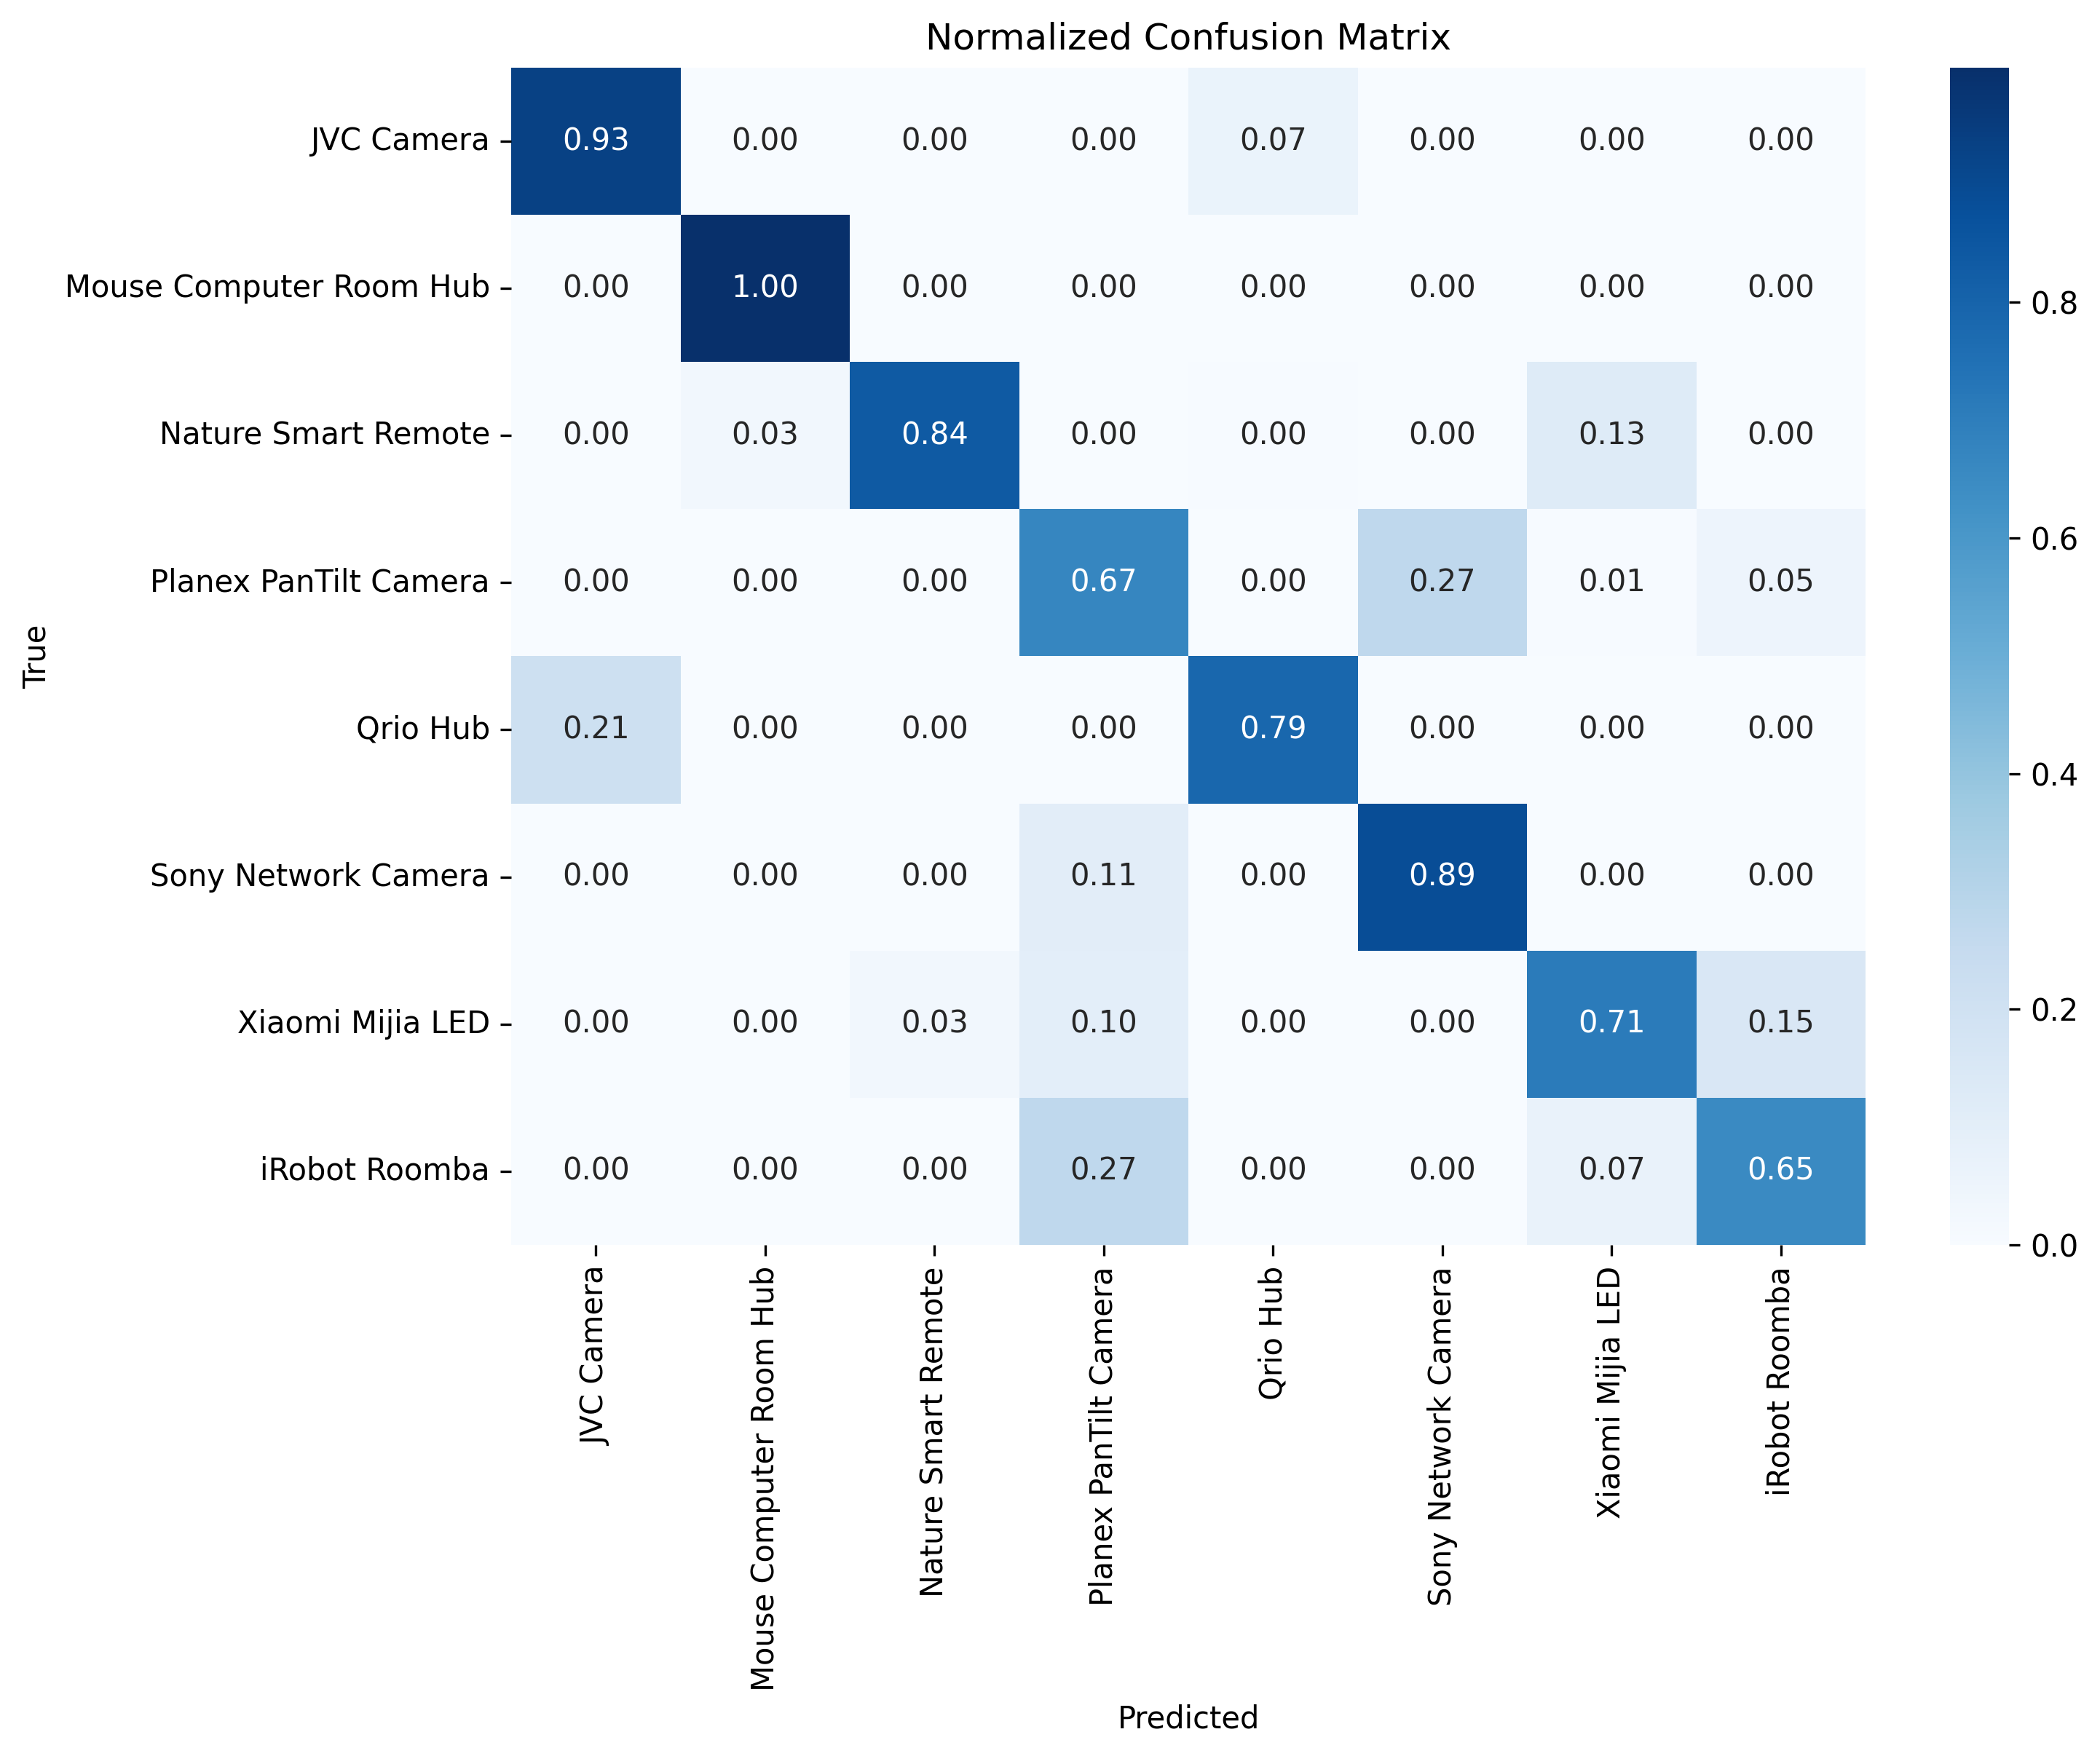 Normalized Confusion Matrix
JVC Camera 0.93 0.00 0.00 0.00 0.07 0.00 0.00 0.00
Mouse Computer Room Hub 0.00 1.00 0.00 0.00 0.00 0.00 0.00 0.00
Nature Smart Remote 0.00 0.03 0.84 0.00 0.00 0.00 0.13 0.00
Planex PanTilt Camera 0.00 0.00 0.00 0.67 0.00 0.27 0.01 0.05
Qrio Hub 0.21 0.00 0.00 0.00 0.79 0.00 0.00 0.00
Sony Network Camera 0.00 0.00 0.00 0.11 0.00 0.89 0.00 0.00
Xiaomi Mijia LED 0.00 0.00 0.03 0.10 0.00 0.00 0.71 0.15
iRobot Roomba 0.00 0.00 0.00 0.27 0.00 0.00 0.07 0.65
True
JVC Camera
Mouse Computer Room Hub
Nature Smart Remote
Planex PanTilt Camera
Qrio Hub
Sony Network Camera
Xiaomi Mijia LED
iRobot Roomba
Predicted
0.8
0.6
0.4
0.2
0.0